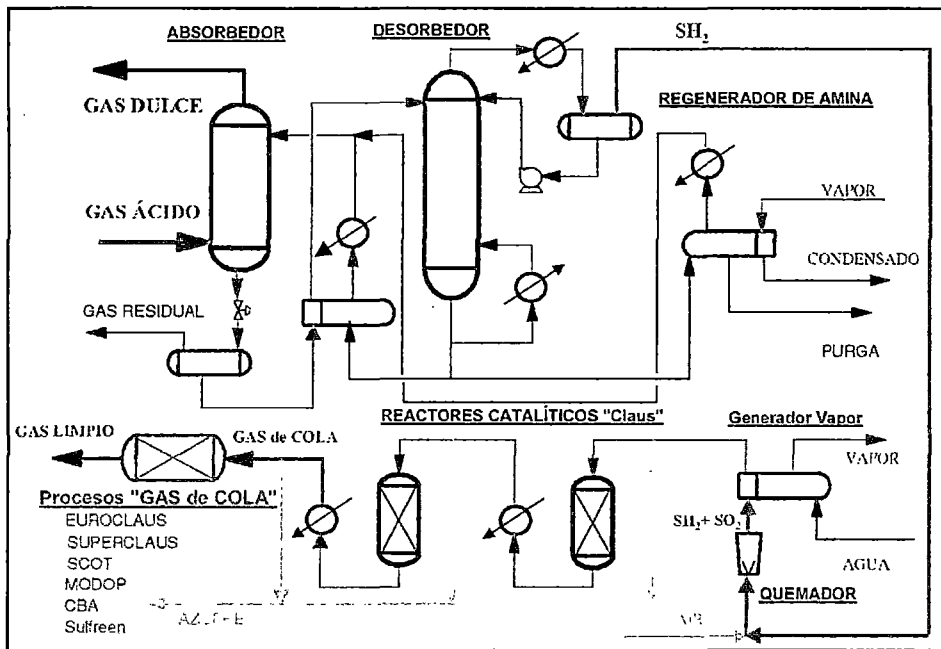 ABSORBEDOR
DESORBEDOR
SH₂
GAS DULCE
REGENERADOR DE AMINA
GAS ÁCIDO
VAPOR
CONDENSADO
GAS RESIDUAL
PURGA
REACTORES CATALÍTICOS "Claus"
Generador Vapor
GAS LIMPIO
GAS de COLA
VAPOR
Procesos "GAS de COLA"
EUROCLAUS
SUPERCLAUS
SCOT
MODOP
CBA
Sulfreen
SH₂+ SO₂
AGUA
QUEMADOR